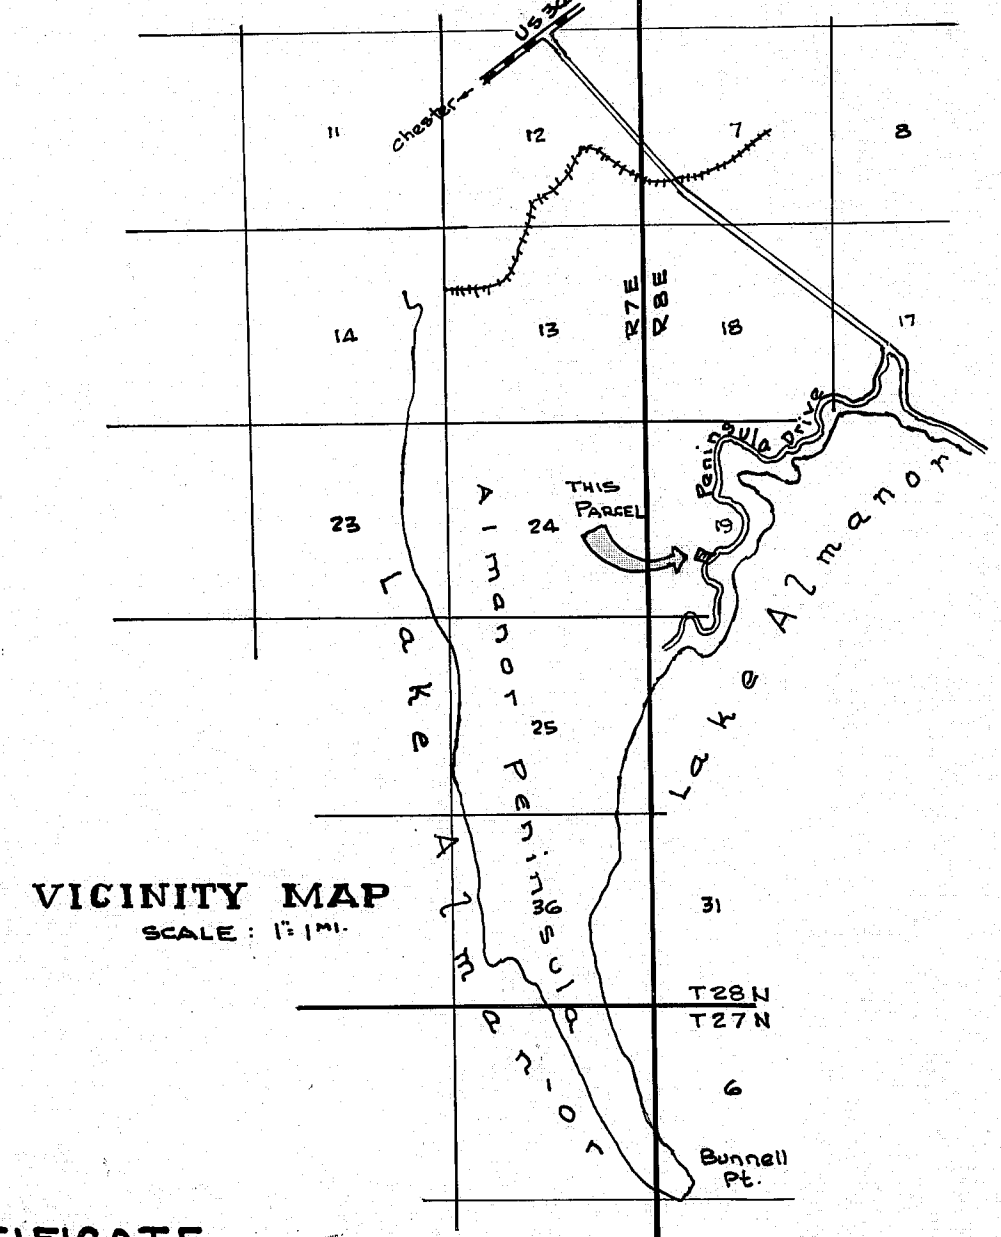 US 36
Chester
11
12
7
8
R7E
R8E
14
13
18
17
Peninsula Drive
THIS
PARCEL
23
24
19
Lake Almanor
Almanor Peninsula
Lake Almanor
25
36
31
VICINITY MAP
SCALE: 1"=1 MI.
T28N
T27N
6
Bunnell
Pt.